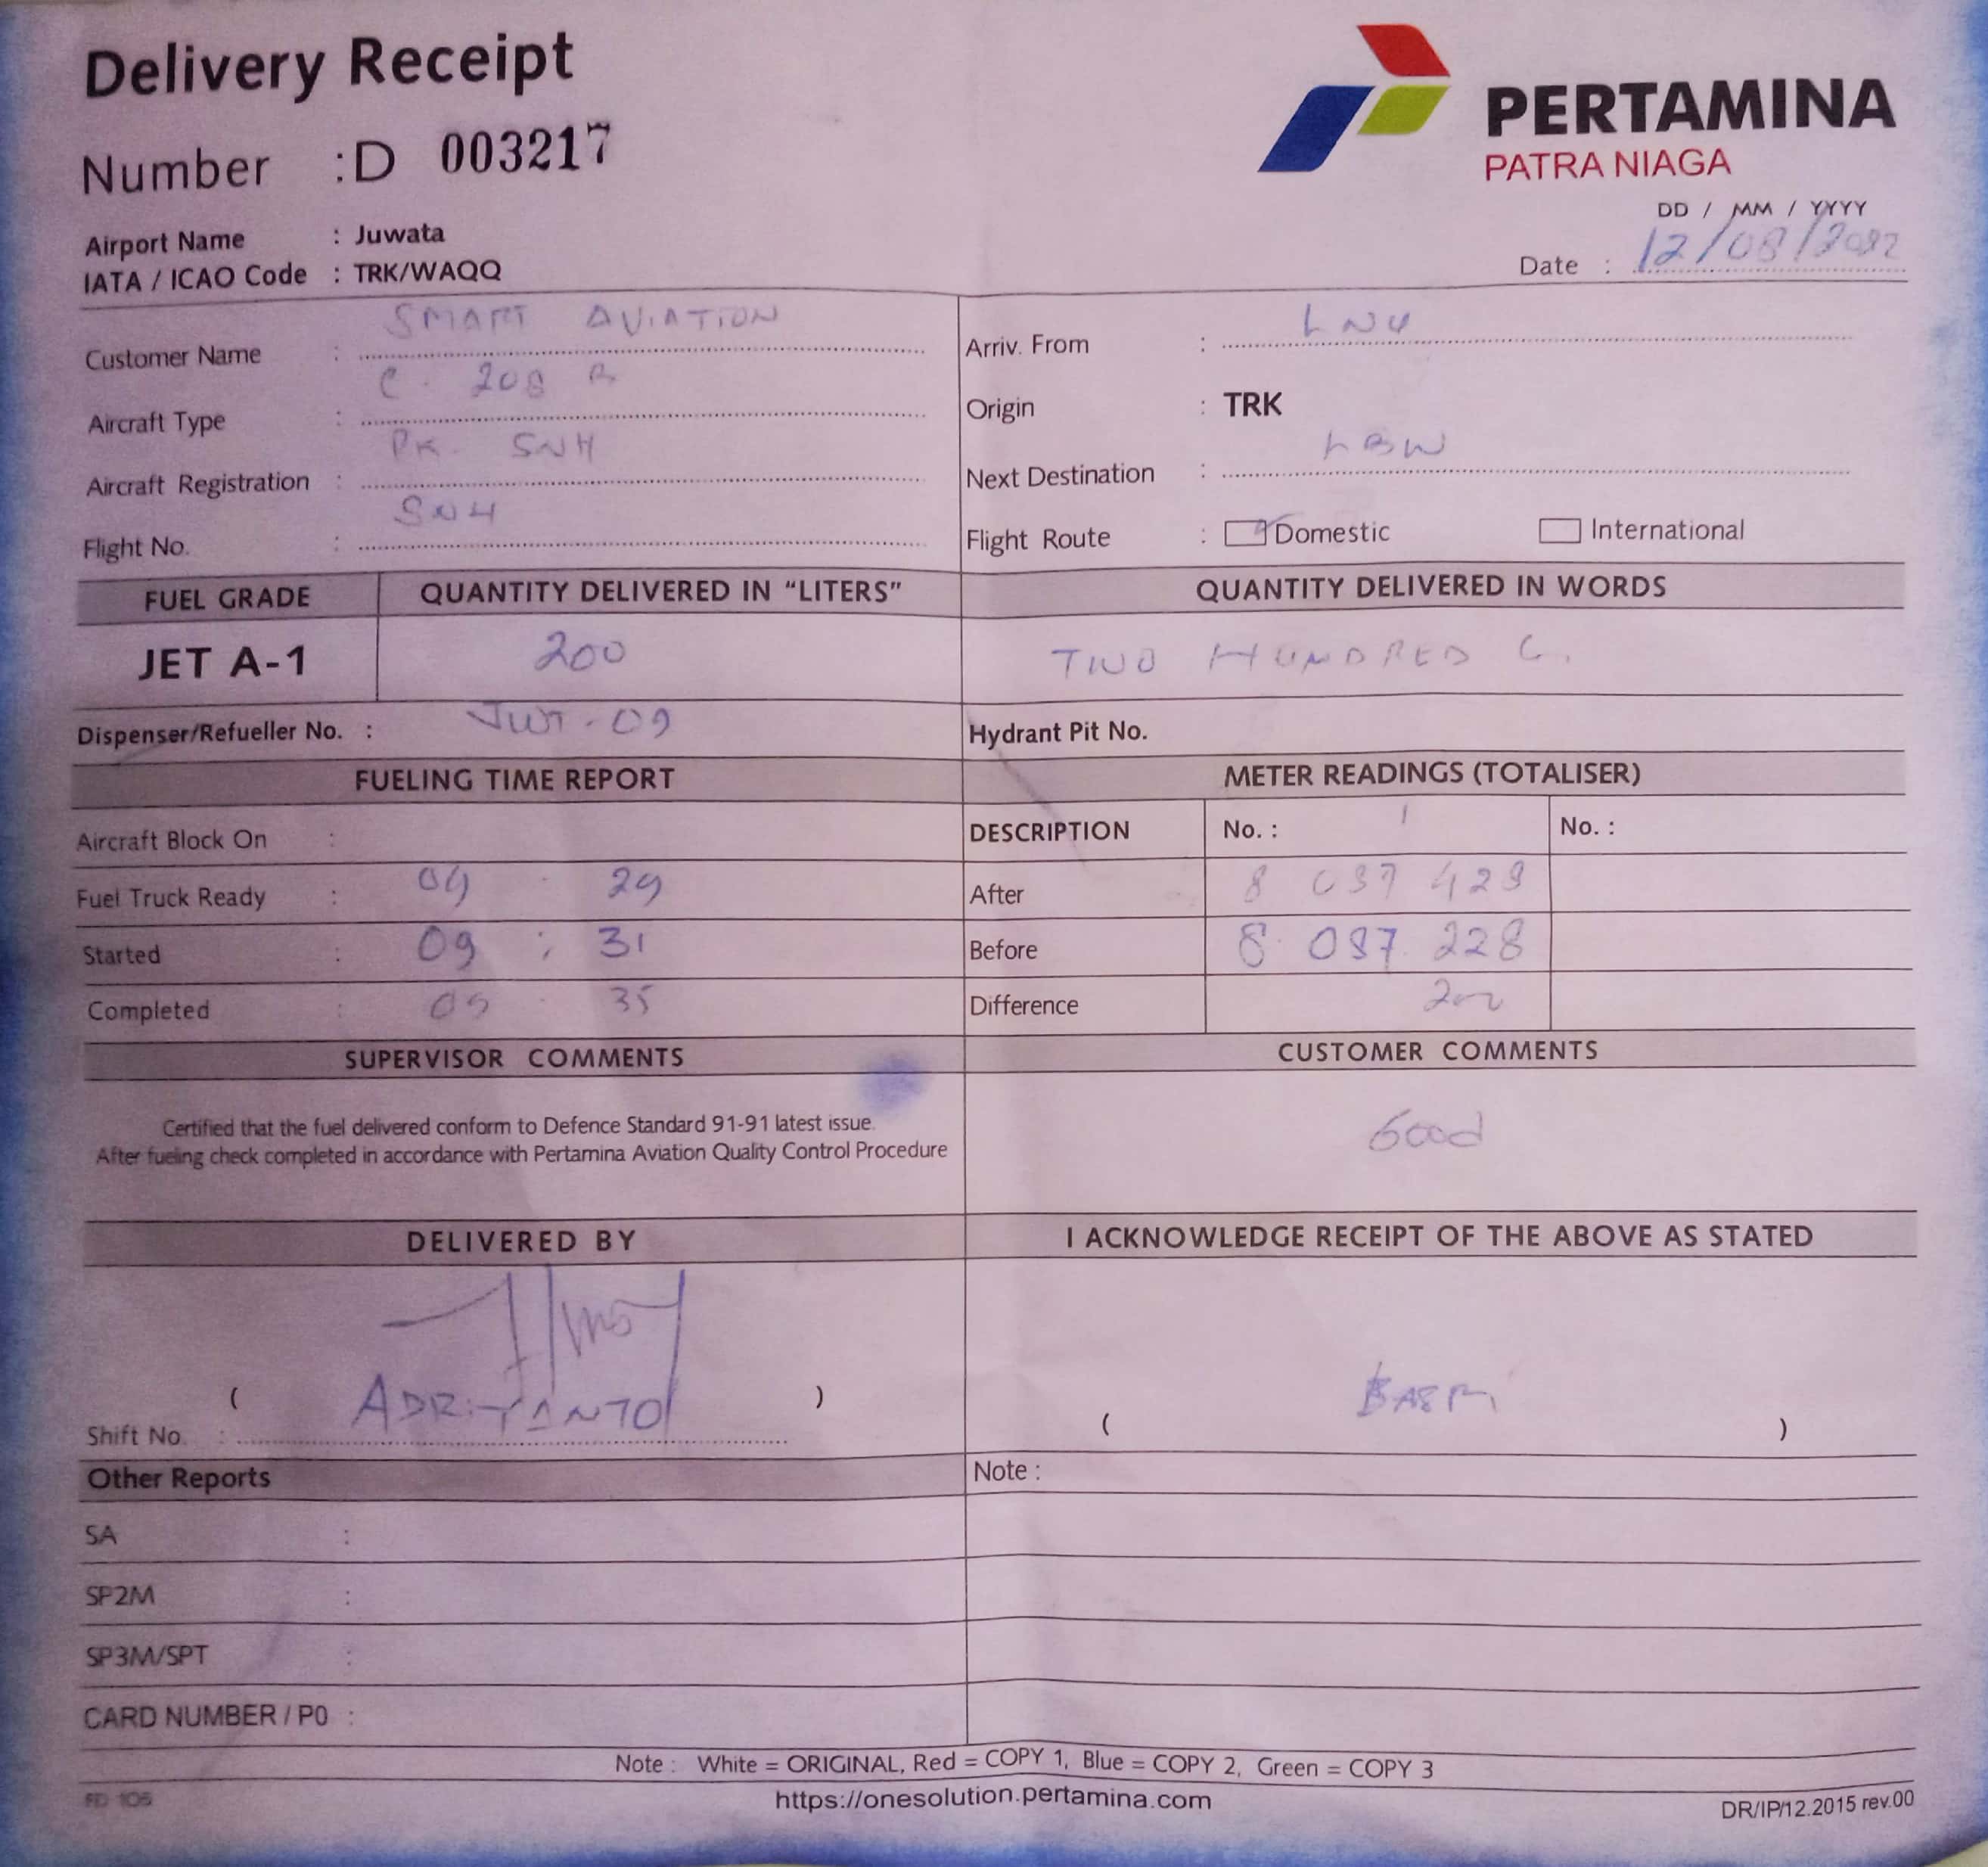 Delivery Receipt
Number : D 003217
PERTAMINA
PATRA NIAGA
Airport Name : Juwata
IATA / ICAO Code : TRK/WAQQ
DD / MM / YYYY
Date : 12/08/2022
Customer Name : SMART AVIATION
Aircraft Type : C. 208 B
Aircraft Registration : PK. SNH
Flight No. : SNH
Arriv. From : LNU
Origin : TRK
Next Destination : LBW
Flight Route : Domestic International
FUEL GRADE QUANTITY DELIVERED IN “LITERS” QUANTITY DELIVERED IN WORDS
JET A-1 200 TWO HUNDRED
Dispenser/Refueller No. : JWT-09 Hydrant Pit No.
FUELING TIME REPORT METER READINGS (TOTALISER)
Aircraft Block On : DESCRIPTION No. : 1 No. :
Fuel Truck Ready : 09 29 After 8 037 428
Started : 09 : 31 Before 8 037 228
Completed : 09 35 Difference 200
SUPERVISOR COMMENTS CUSTOMER COMMENTS
Certified that the fuel delivered conform to Defence Standard 91-91 latest issue.
After fueling check completed in accordance with Pertamina Aviation Quality Control Procedure
Good
DELIVERED BY I ACKNOWLEDGE RECEIPT OF THE ABOVE AS STATED
( ADRIYANTO )
Shift No. :
( BASRI )
Other Reports Note :
SA :
SP2M :
SP3M/SPT :
CARD NUMBER / P0 :
Note : White = ORIGINAL, Red = COPY 1, Blue = COPY 2, Green = COPY 3
FD 106 https://onesolution.pertamina.com DR/IP/12.2015 rev.00